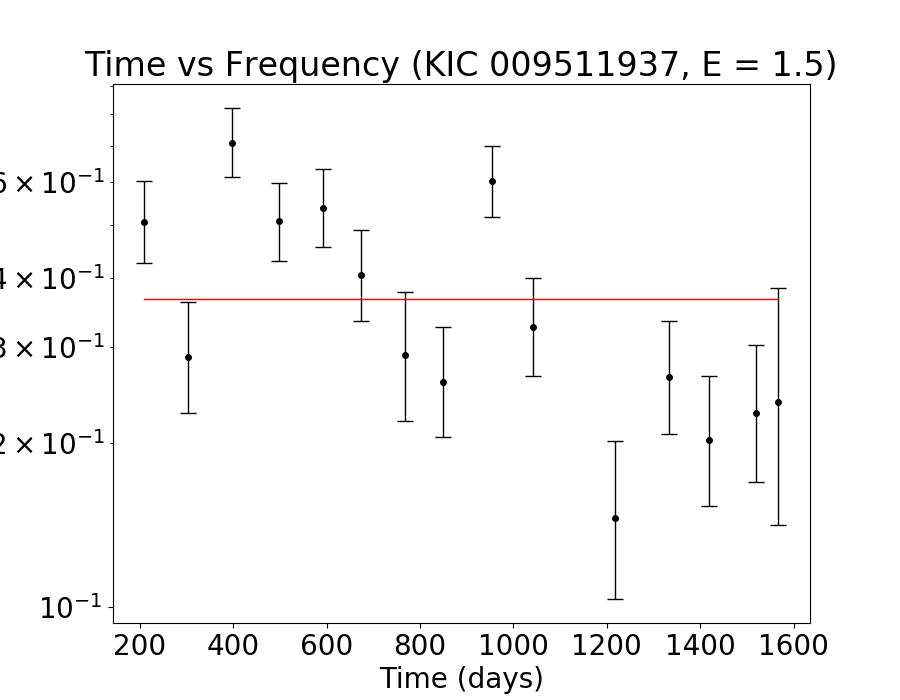 Time vs Frequency (KIC 009511937, E = 1.5)
6 × 10⁻¹
4 × 10⁻¹
3 × 10⁻¹
2 × 10⁻¹
10⁻¹
200 400 600 800 1000 1200 1400 1600
Time (days)